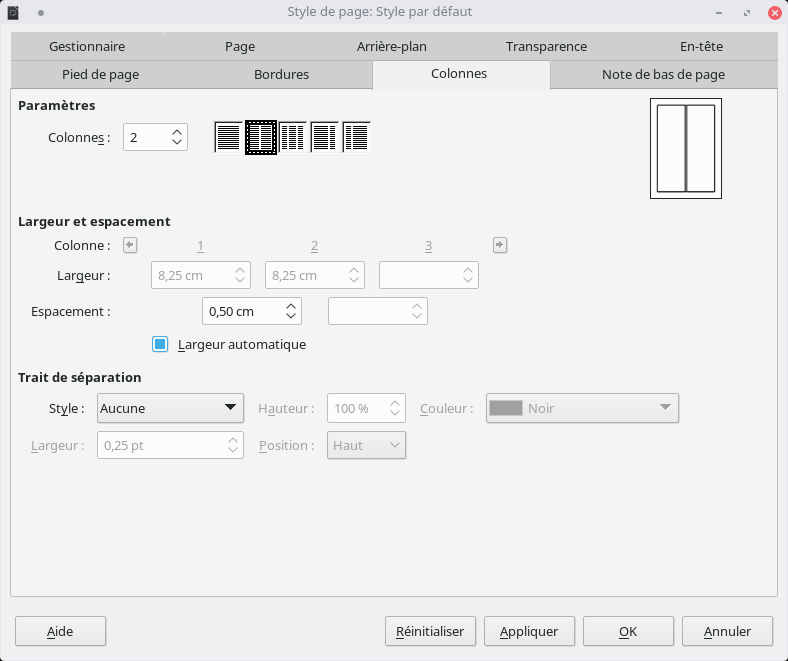 Style de page: Style par défaut
Gestionnaire Page Arrière-plan Transparence En-tête
Pied de page Bordures Colonnes Note de bas de page
Paramètres
Colonnes : 2
Largeur et espacement
Colonne : 1 2 3
Largeur : 8,25 cm 8,25 cm
Espacement : 0,50 cm
Largeur automatique
Trait de séparation
Style : Aucune Hauteur : 100 % Couleur : Noir
Largeur : 0,25 pt Position : Haut
Aide Réinitialiser Appliquer OK Annuler